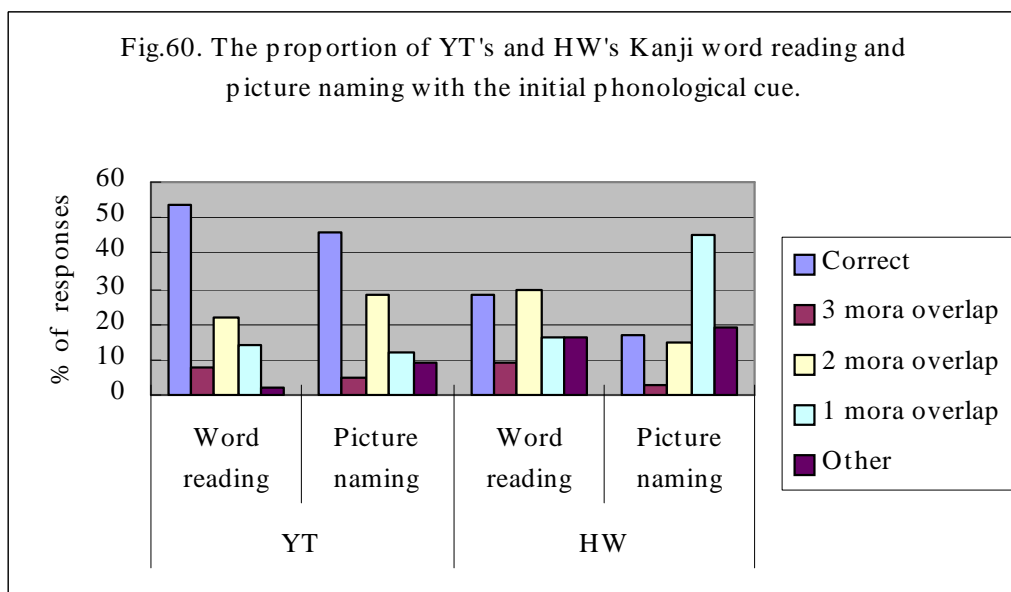 Fig.60. The proportion of YT's and HW's Kanji word reading and
picture naming with the initial phonological cue.
% of responses
60
50
40
30
20
10
0
Word
reading
Picture
naming
Word
reading
Picture
naming
YT
HW
Correct
3 mora overlap
2 mora overlap
1 mora overlap
Other